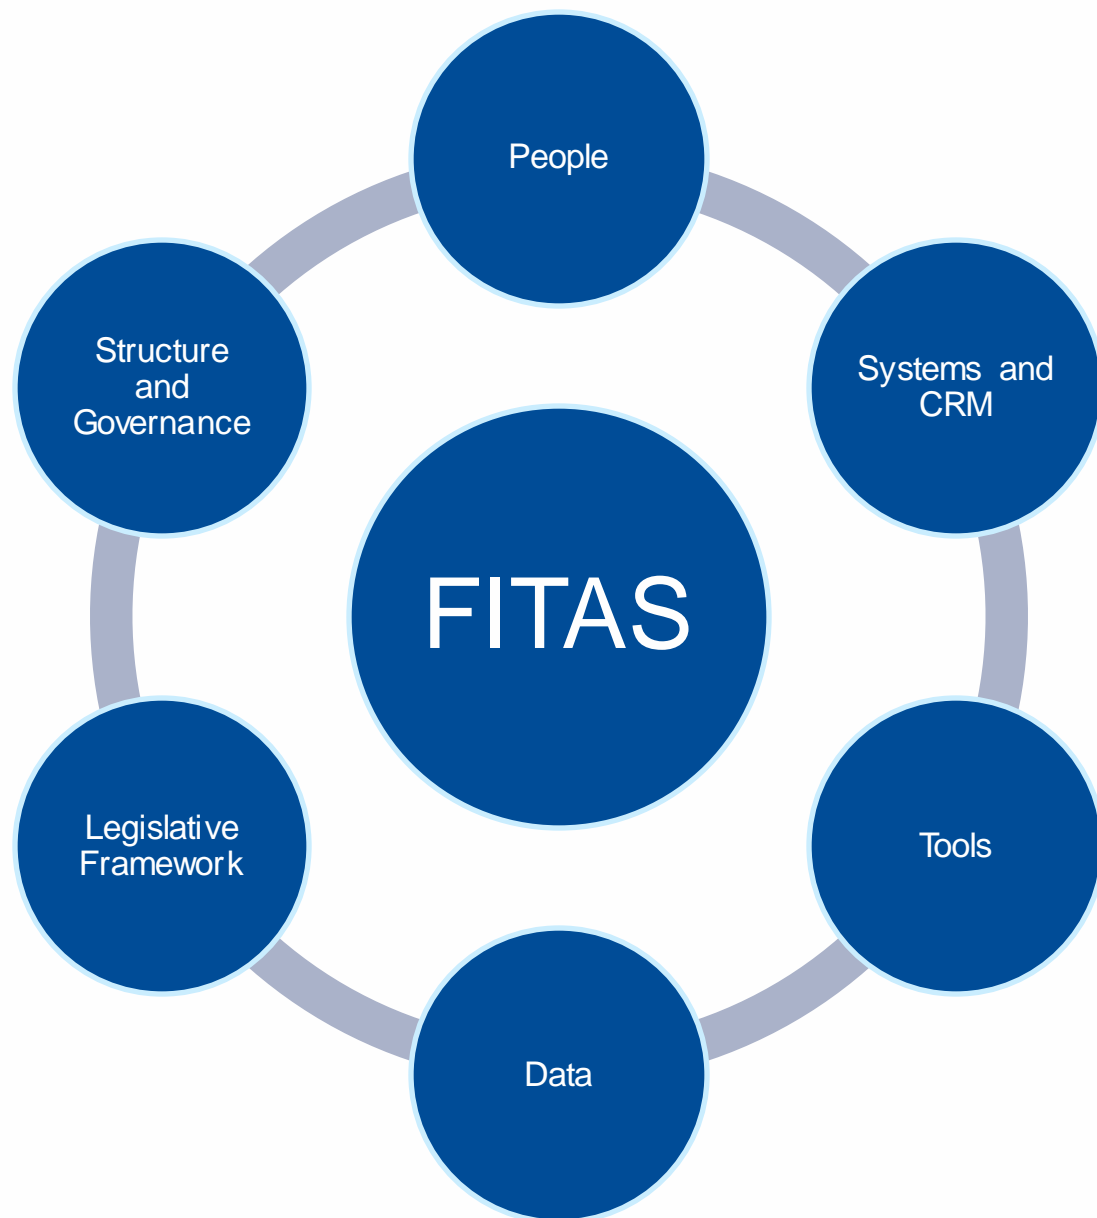 People
Structure
and
Governance
Systems and
CRM
FITAS
Legislative
Framework
Tools
Data